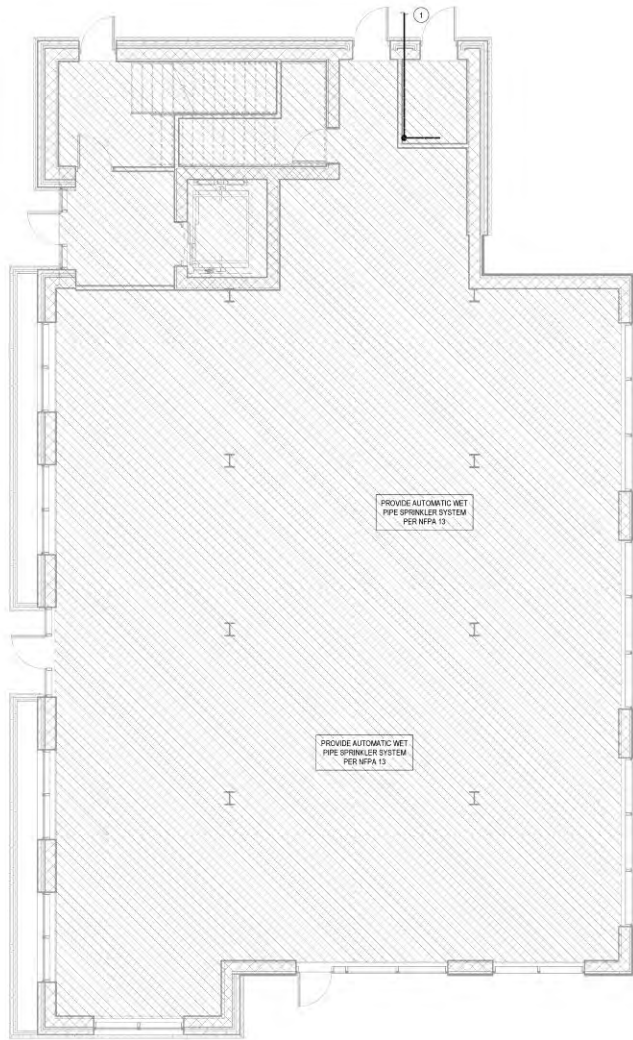 1
PROVIDE AUTOMATIC WET
PIPE SPRINKLER SYSTEM
PER NFPA 13
PROVIDE AUTOMATIC WET
PIPE SPRINKLER SYSTEM
PER NFPA 13